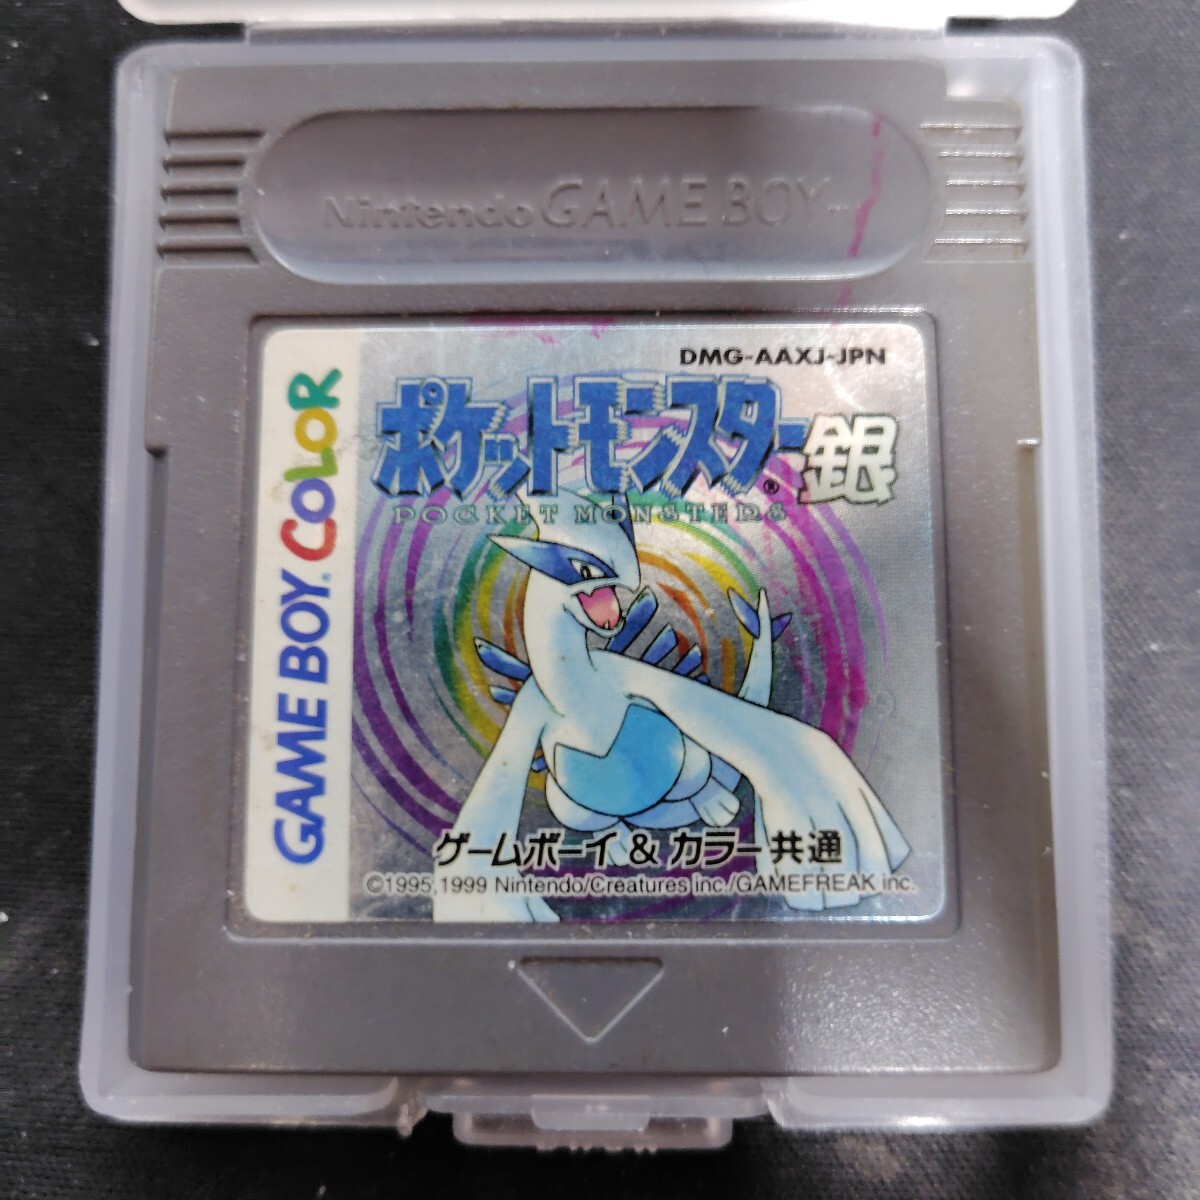 Nintendo GAME BOY™
DMG-AAXJ-JPN
ポケットモンスター®銀
POCKET MONSTERS
GAME BOY COLOR
ゲームボーイ & カラー 共通
©1995,1999 Nintendo/Creatures inc./GAMEFREAK inc.